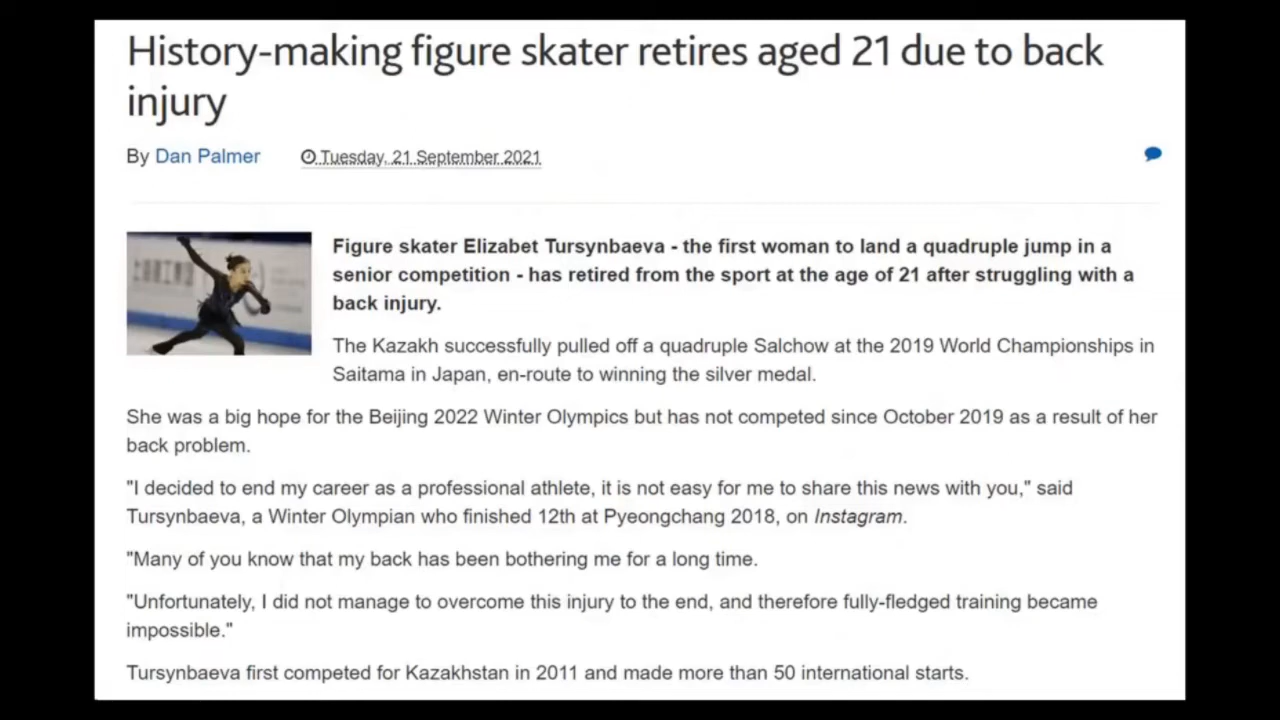 History-making figure skater retires aged 21 due to back
injury
By Dan Palmer Tuesday, 21 September 2021
Figure skater Elizabet Tursynbaeva - the first woman to land a quadruple jump in a
senior competition - has retired from the sport at the age of 21 after struggling with a
back injury.
The Kazakh successfully pulled off a quadruple Salchow at the 2019 World Championships in
Saitama in Japan, en-route to winning the silver medal.
She was a big hope for the Beijing 2022 Winter Olympics but has not competed since October 2019 as a result of her
back problem.
"I decided to end my career as a professional athlete, it is not easy for me to share this news with you," said
Tursynbaeva, a Winter Olympian who finished 12th at Pyeongchang 2018, on Instagram.
"Many of you know that my back has been bothering me for a long time.
"Unfortunately, I did not manage to overcome this injury to the end, and therefore fully-fledged training became
impossible."
Tursynbaeva first competed for Kazakhstan in 2011 and made more than 50 international starts.